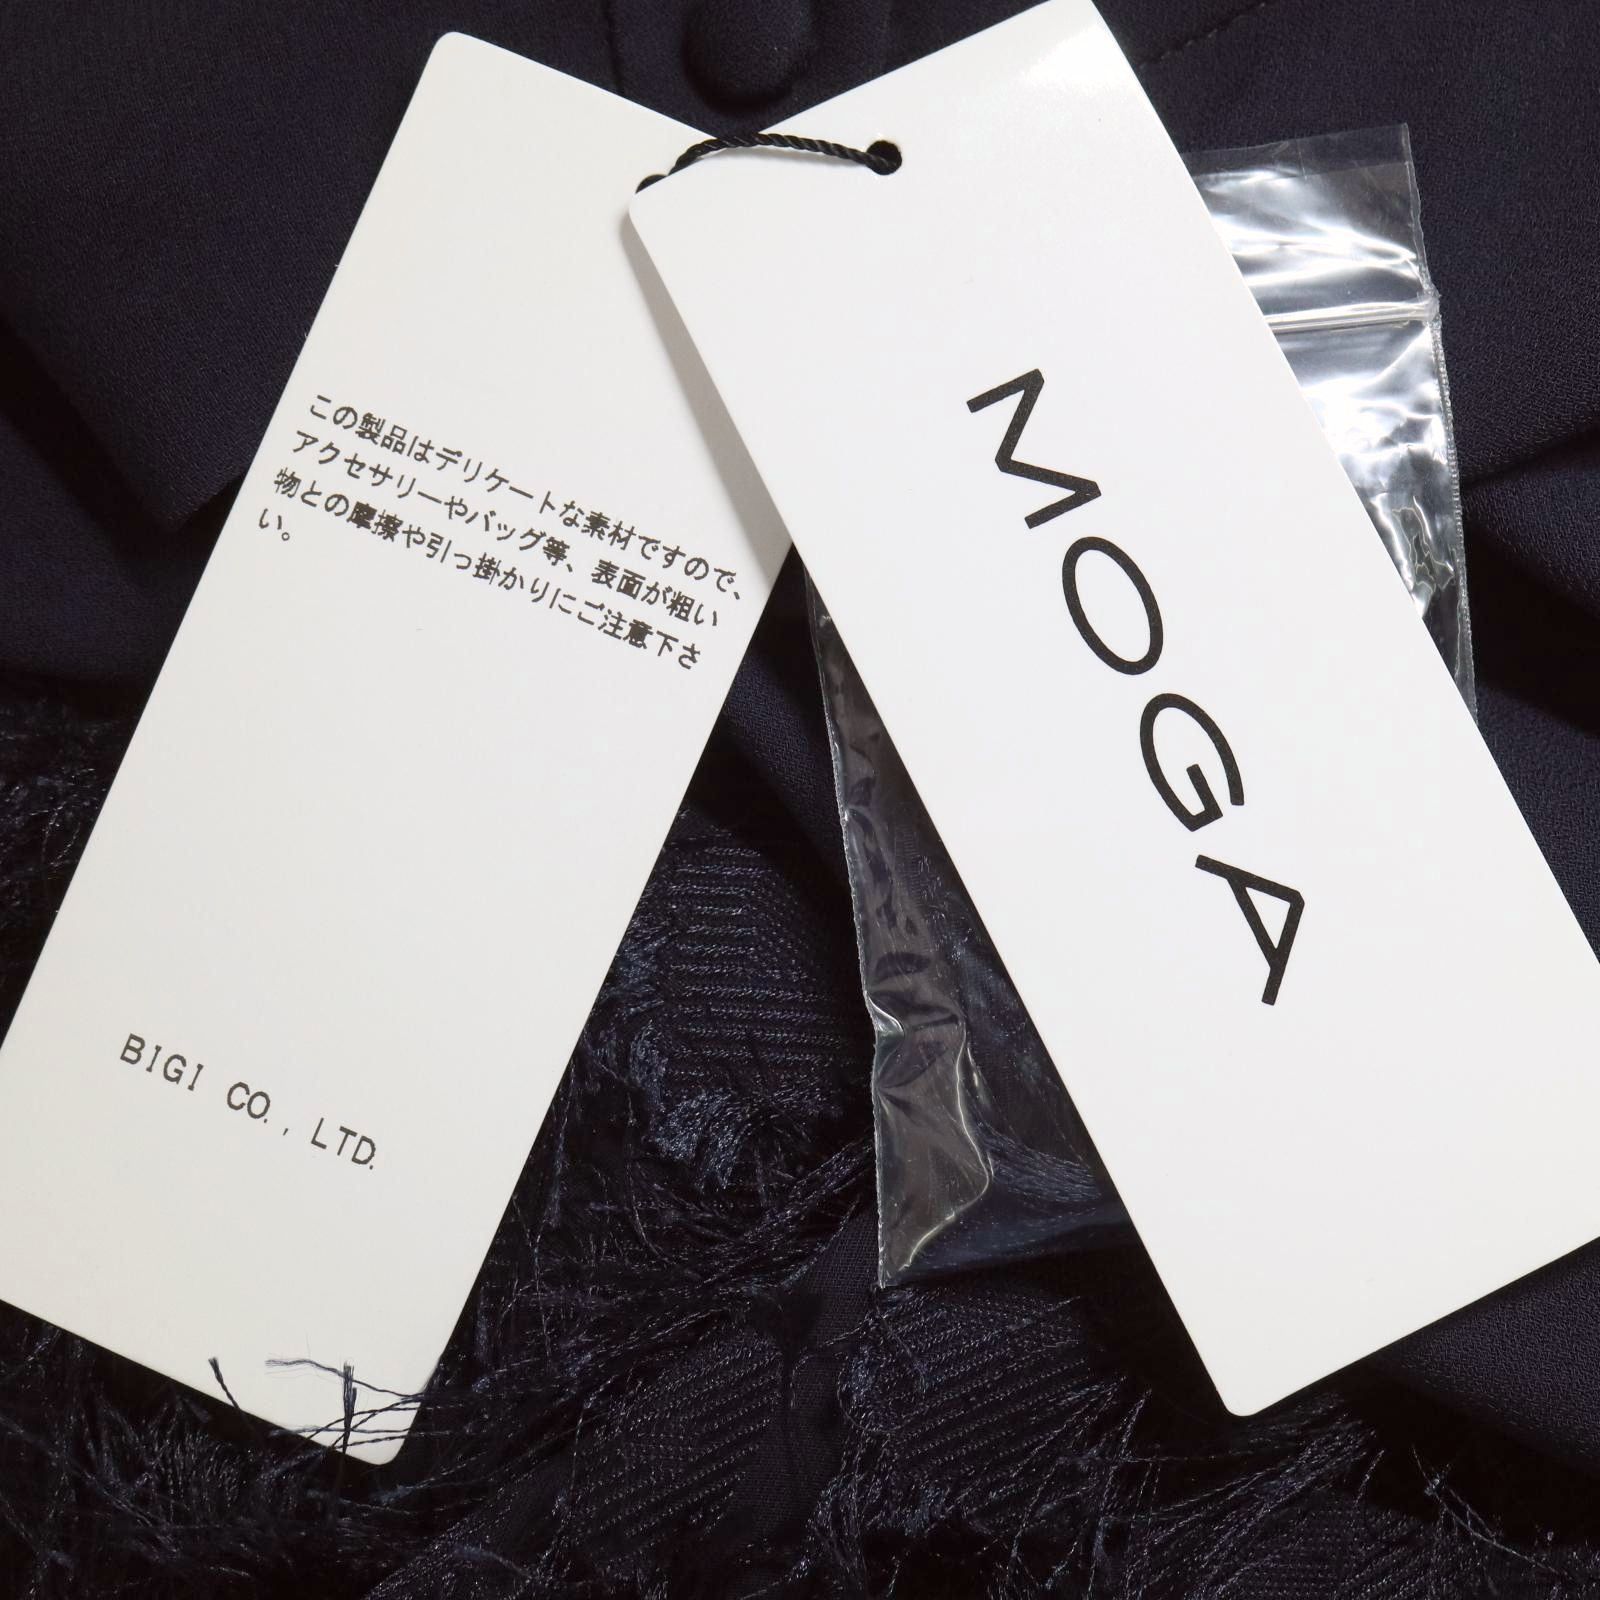 この製品はデリケートな素材ですので、
アクセサリーやバッグ等、表面が粗い
物との摩擦や引っ掛かりにご注意下さ
い。
BIGI CO., LTD.
MOGA